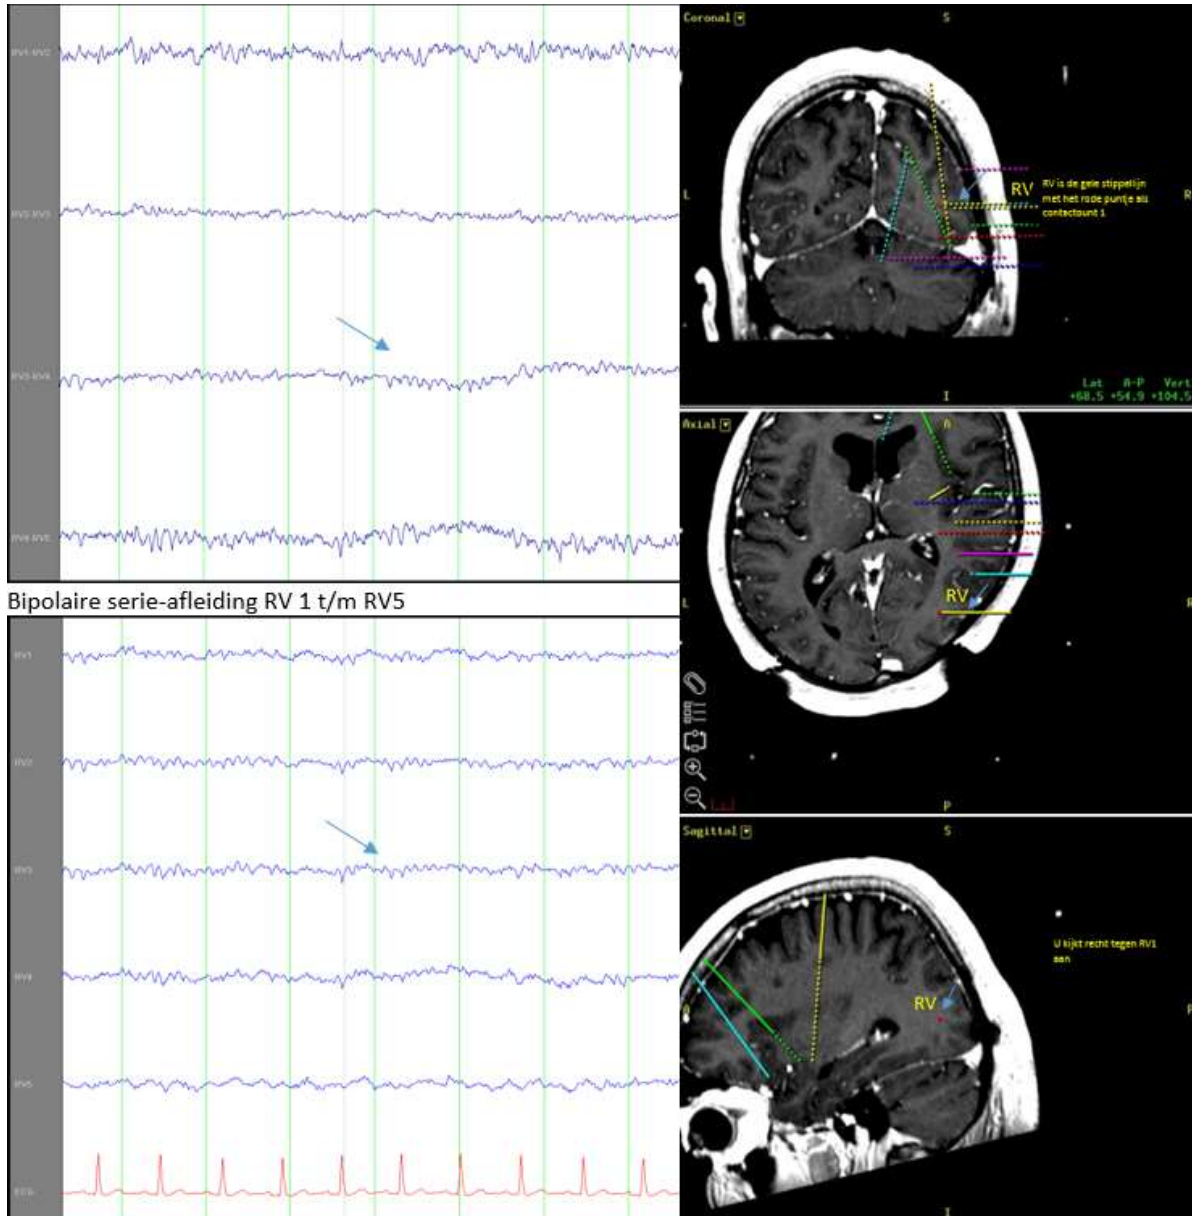 RV1-RV2
RV2-RV3
RV3-RV4
RV4-RV5
Bipolaire serie-afleiding RV 1 t/m RV5
RV1
RV2
RV3
RV4
RV5
ECG
Coronal
S
L
R
RV
RV is de gele stippellijn
met het rode puntje als
contactount 1
I
Lat A-P Vert
+68.5 +54.9 +104.5
Axial
A
L
R
RV
P
Sagittal
S
A
P
U kijkt recht tegen RV1
aan
RV
I